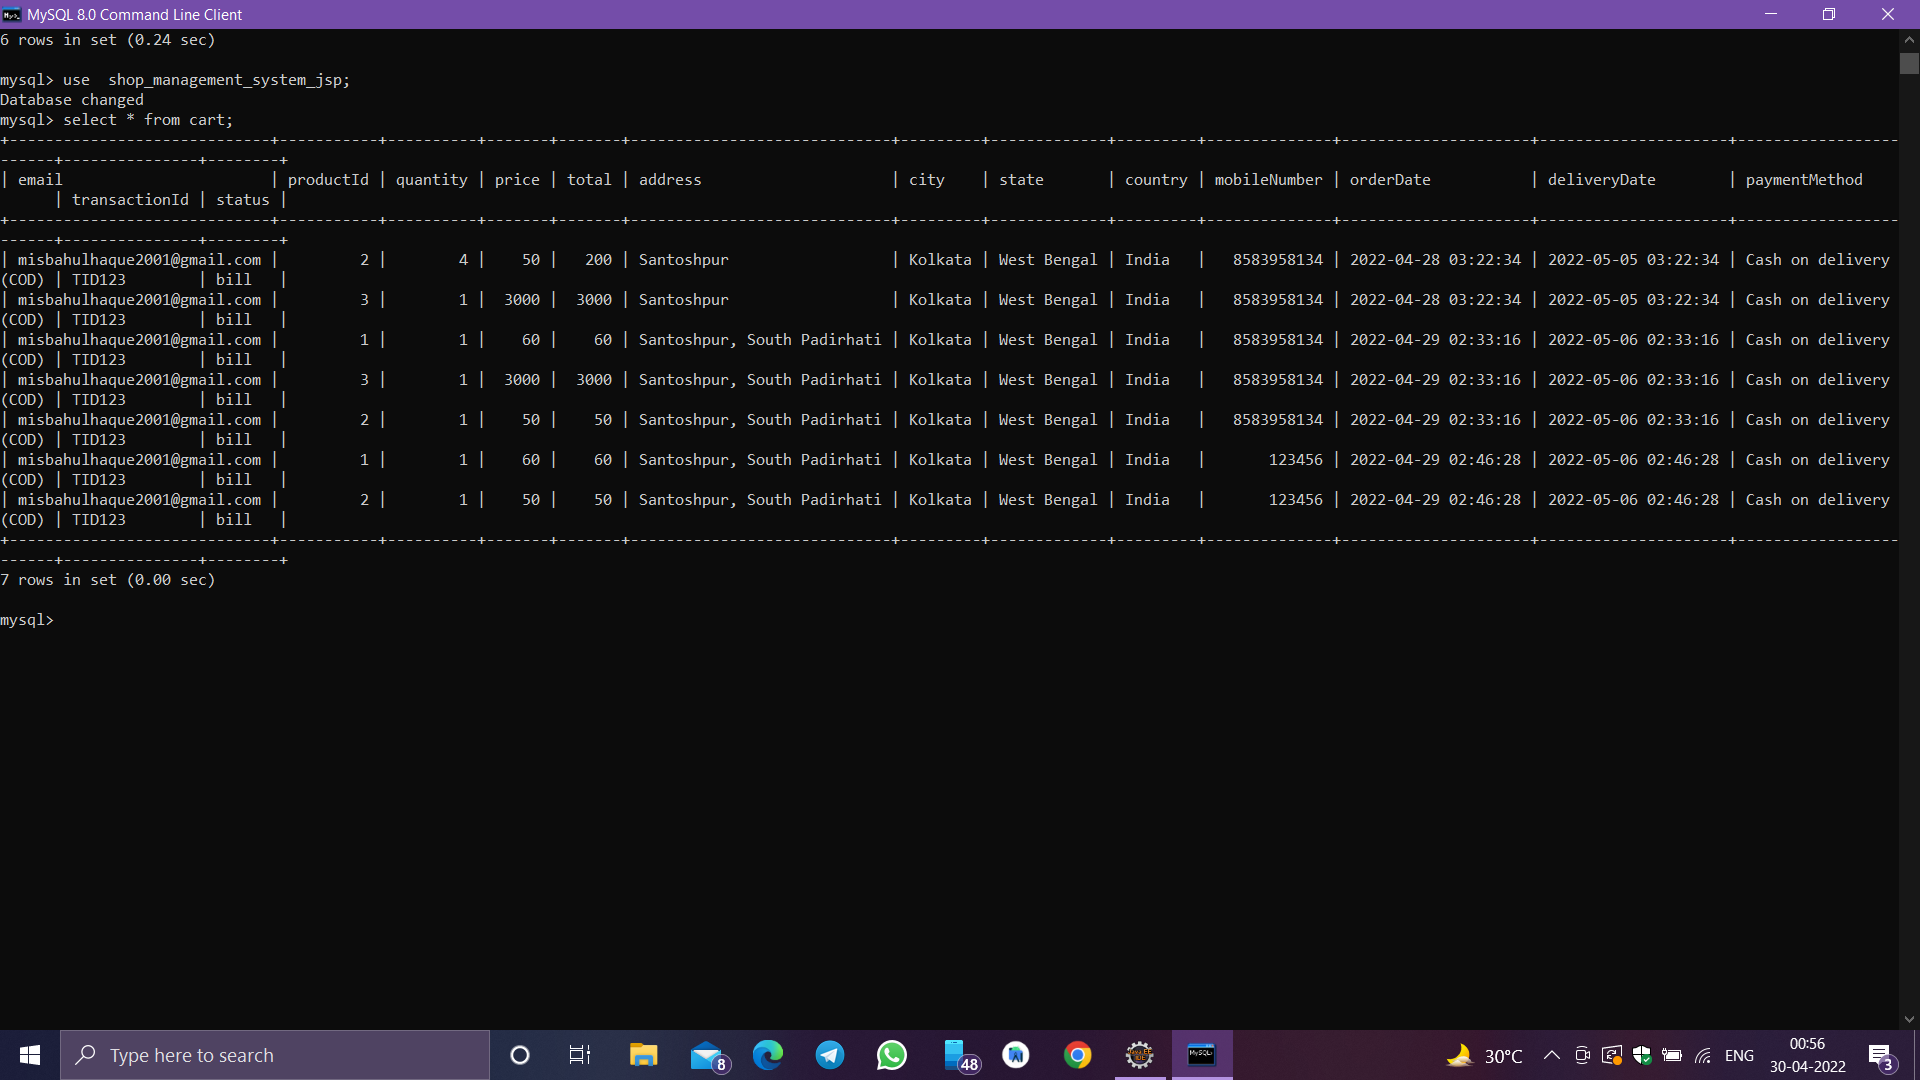 MySQL 8.0 Command Line Client
6 rows in set (0.24 sec)
mysql> use  shop_management_system_jsp;
Database changed
mysql> select * from cart;
+-----------------------------+-----------+----------+-------+-------+-----------------------------+---------+-------------+---------+--------------+---------------------+---------------------+------------------
------+---------------+--------+
| email                       | productId | quantity | price | total | address                     | city    | state       | country | mobileNumber | orderDate           | deliveryDate        | paymentMethod
      | transactionId | status |
+-----------------------------+-----------+----------+-------+-------+-----------------------------+---------+-------------+---------+--------------+---------------------+---------------------+------------------
------+---------------+--------+
| misbahulhaque2001@gmail.com |         2 |        4 |    50 |   200 | Santoshpur                  | Kolkata | West Bengal | India   |   8583958134 | 2022-04-28 03:22:34 | 2022-05-05 03:22:34 | Cash on delivery
(COD) | TID123        | bill   |
| misbahulhaque2001@gmail.com |         3 |        1 |  3000 |  3000 | Santoshpur                  | Kolkata | West Bengal | India   |   8583958134 | 2022-04-28 03:22:34 | 2022-05-05 03:22:34 | Cash on delivery
(COD) | TID123        | bill   |
| misbahulhaque2001@gmail.com |         1 |        1 |    60 |    60 | Santoshpur, South Padirhati | Kolkata | West Bengal | India   |   8583958134 | 2022-04-29 02:33:16 | 2022-05-06 02:33:16 | Cash on delivery
(COD) | TID123        | bill   |
| misbahulhaque2001@gmail.com |         3 |        1 |  3000 |  3000 | Santoshpur, South Padirhati | Kolkata | West Bengal | India   |   8583958134 | 2022-04-29 02:33:16 | 2022-05-06 02:33:16 | Cash on delivery
(COD) | TID123        | bill   |
| misbahulhaque2001@gmail.com |         2 |        1 |    50 |    50 | Santoshpur, South Padirhati | Kolkata | West Bengal | India   |   8583958134 | 2022-04-29 02:33:16 | 2022-05-06 02:33:16 | Cash on delivery
(COD) | TID123        | bill   |
| misbahulhaque2001@gmail.com |         1 |        1 |    60 |    60 | Santoshpur, South Padirhati | Kolkata | West Bengal | India   |       123456 | 2022-04-29 02:46:28 | 2022-05-06 02:46:28 | Cash on delivery
(COD) | TID123        | bill   |
| misbahulhaque2001@gmail.com |         2 |        1 |    50 |    50 | Santoshpur, South Padirhati | Kolkata | West Bengal | India   |       123456 | 2022-04-29 02:46:28 | 2022-05-06 02:46:28 | Cash on delivery
(COD) | TID123        | bill   |
+-----------------------------+-----------+----------+-------+-------+-----------------------------+---------+-------------+---------+--------------+---------------------+---------------------+------------------
------+---------------+--------+
7 rows in set (0.00 sec)
mysql>
Type here to search
8
48
MySQL
30°C
ENG
00:56
30-04-2022
3